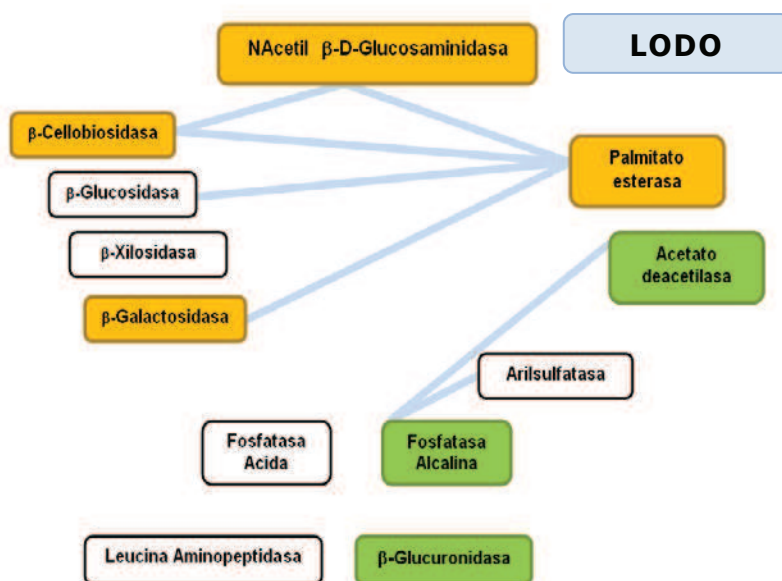 NAcetil β-D-Glucosaminidasa
LODO
β-Cellobiosidasa
Palmitato
esterasa
β-Glucosidasa
β-Xilosidasa
Acetato
deacetilasa
β-Galactosidasa
Arilsulfatasa
Fosfatasa
Acida
Fosfatasa
Alcalina
Leucina Aminopeptidasa
β-Glucuronidasa